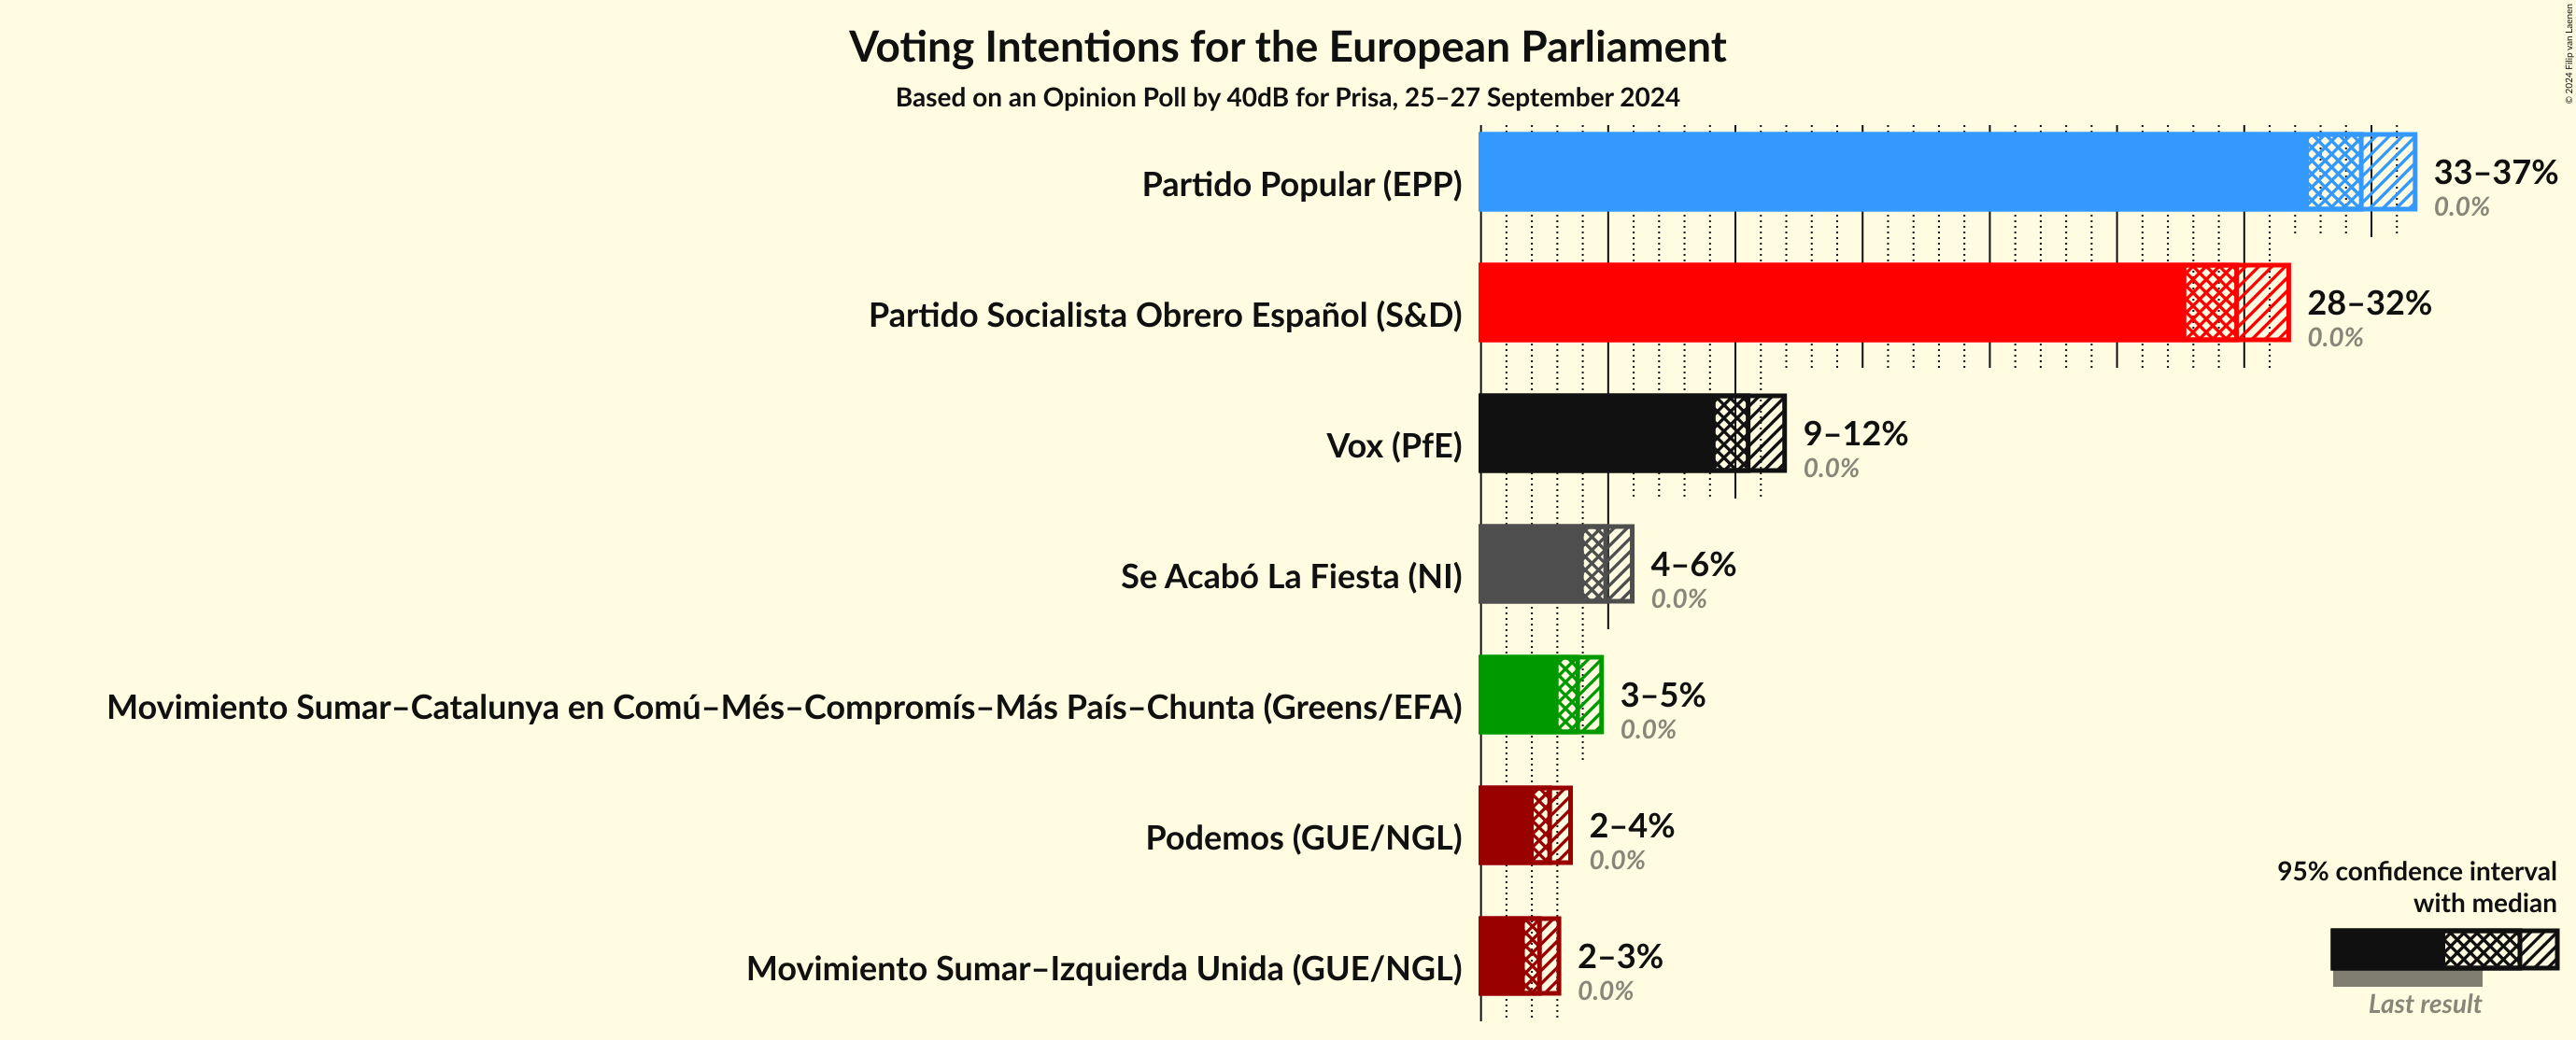 Voting Intentions for the European Parliament
Based on an Opinion Poll by 40dB for Prisa, 25–27 September 2024
© 2024 Filip van Laenen
Partido Popular (EPP)
33–37%
0.0%
Partido Socialista Obrero Español (S&D)
28–32%
0.0%
Vox (PfE)
9–12%
0.0%
Se Acabó La Fiesta (NI)
4–6%
0.0%
Movimiento Sumar–Catalunya en Comú–Més–Compromís–Más País–Chunta (Greens/EFA)
3–5%
0.0%
Podemos (GUE/NGL)
2–4%
0.0%
Movimiento Sumar–Izquierda Unida (GUE/NGL)
2–3%
0.0%
95% confidence interval
with median
Last result